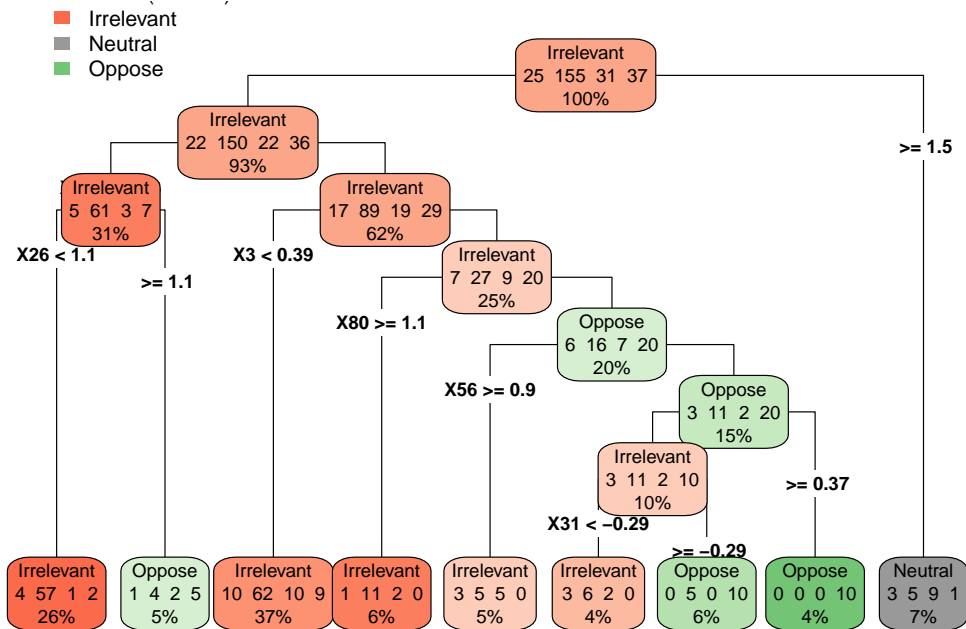 Irrelevant
Neutral
Oppose
Irrelevant
25 155 31 37
100%
Irrelevant
22 150 22 36
93%
>= 1.5
Irrelevant
5 61 3 7
31%
Irrelevant
17 89 19 29
62%
X26 < 1.1
X3 < 0.39
Irrelevant
7 27 9 20
25%
>= 1.1
X80 >= 1.1
Oppose
6 16 7 20
20%
X56 >= 0.9
Oppose
3 11 2 20
15%
Irrelevant
3 11 2 10
10%
>= 0.37
X31 < −0.29
>= −0.29
Irrelevant
4 57 1 2
26%
Oppose
1 4 2 5
5%
Irrelevant
10 62 10 9
37%
Irrelevant
1 11 2 0
6%
Irrelevant
3 5 5 0
5%
Irrelevant
3 6 2 0
4%
Oppose
0 5 0 10
6%
Oppose
0 0 0 10
4%
Neutral
3 5 9 1
7%